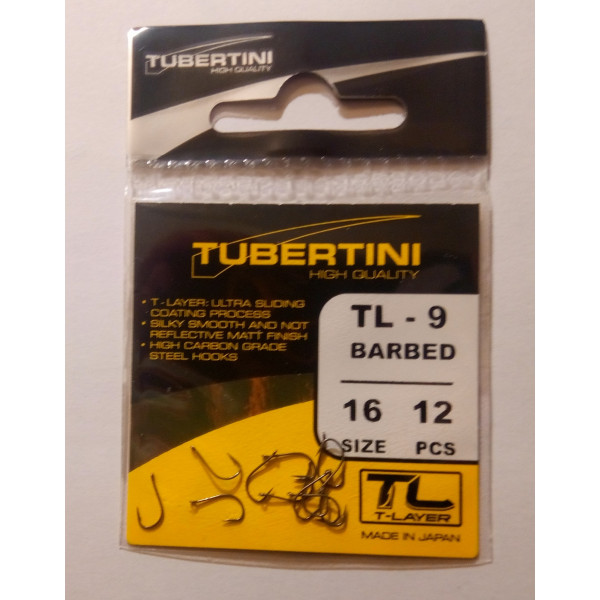 TUBERTINI
HIGH QUALITY
TUBERTINI
HIGH QUALITY
• T-LAYER: ULTRA SLIDING
COATING PROCESS
• SILKY SMOOTH AND NOT
REFLECTIVE MATT FINISH
• HIGH CARBON GRADE
STEEL HOOKS
TL - 9
BARBED
16 12
SIZE PCS
TL
T-LAYER
MADE IN JAPAN